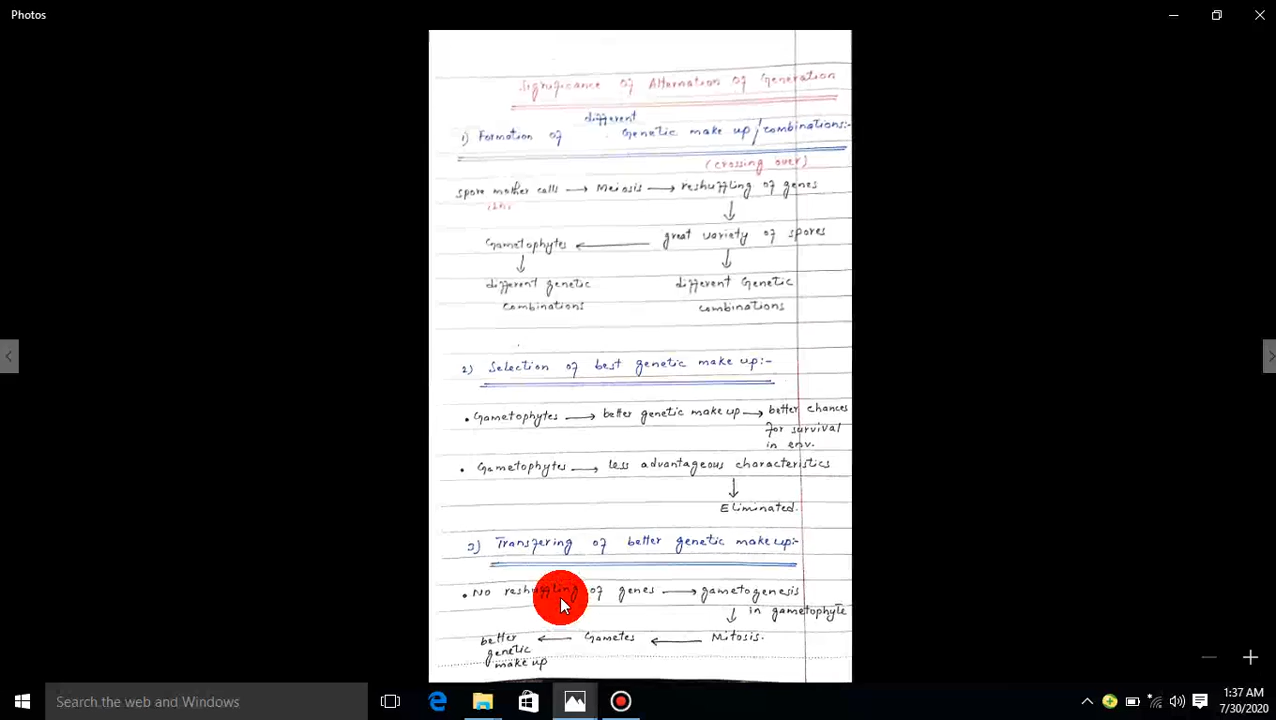 Photos
Significance of Alternation of Generation
different
1) Formation of Genetic make up/combinations:-
(crossing over)
spore mother cells → Meiosis → reshuffling of genes
Gametophytes ← great variety of spores
different genetic different Genetic
combinations combinations
2) Selection of best genetic make up:-
• Gametophytes → better genetic make up → better chances
for survival
in env.
• Gametophytes → less advantageous characteristics
Eliminated.
3) Transfering of better genetic make up:-
• No reshuffling of genes → gametogenesis
in gametophyte
better ← Gametes ← Mitosis.
genetic
make up
Search the web and Windows
1:37 AM
7/30/2020